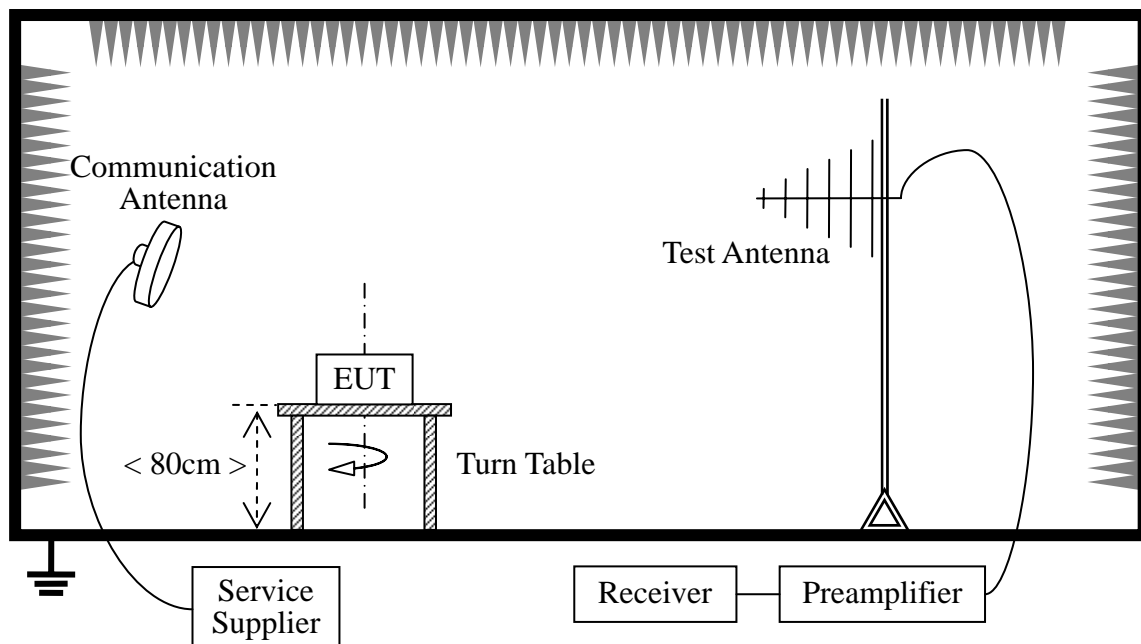 Communication
Antenna
Test Antenna
EUT
< 80cm >
Turn Table
Service
Supplier
Receiver
Preamplifier